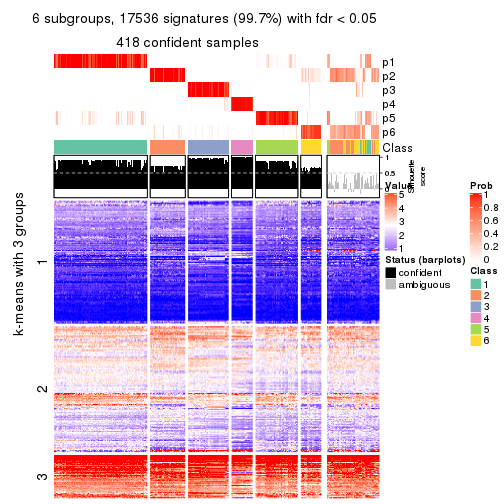 6 subgroups, 17536 signatures (99.7%) with fdr < 0.05
418 confident samples
p1
p2
p3
p4
p5
p6
Class
1
0.5
0
Silhouette
score
k-means with 3 groups
1
2
3
Value
5
4
3
2
1
Status (barplots)
confident
ambiguous
Prob
1
0.8
0.6
0.4
0.2
0
Class
1
2
3
4
5
6